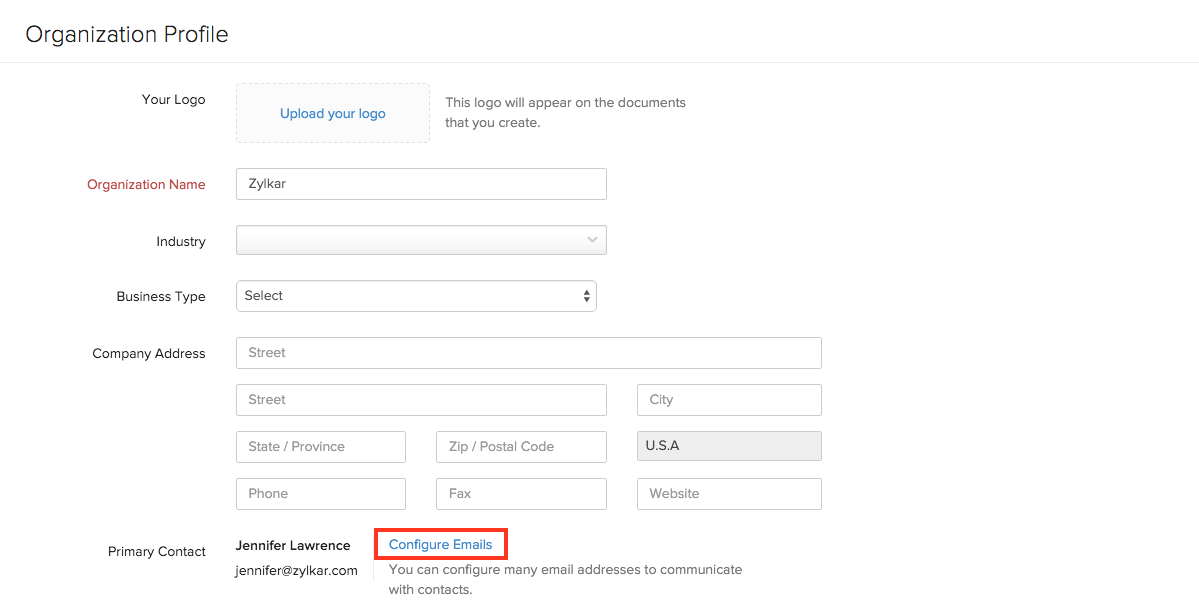 Organization Profile
Your Logo
Upload your logo
This logo will appear on the documents
that you create.
Organization Name
Zylkar
Industry
Business Type
Select
Company Address
Street
Street
City
State / Province
Zip / Postal Code
U.S.A
Phone
Fax
Website
Primary Contact
Jennifer Lawrence
jennifer@zylkar.com
Configure Emails
You can configure many email addresses to communicate
with contacts.